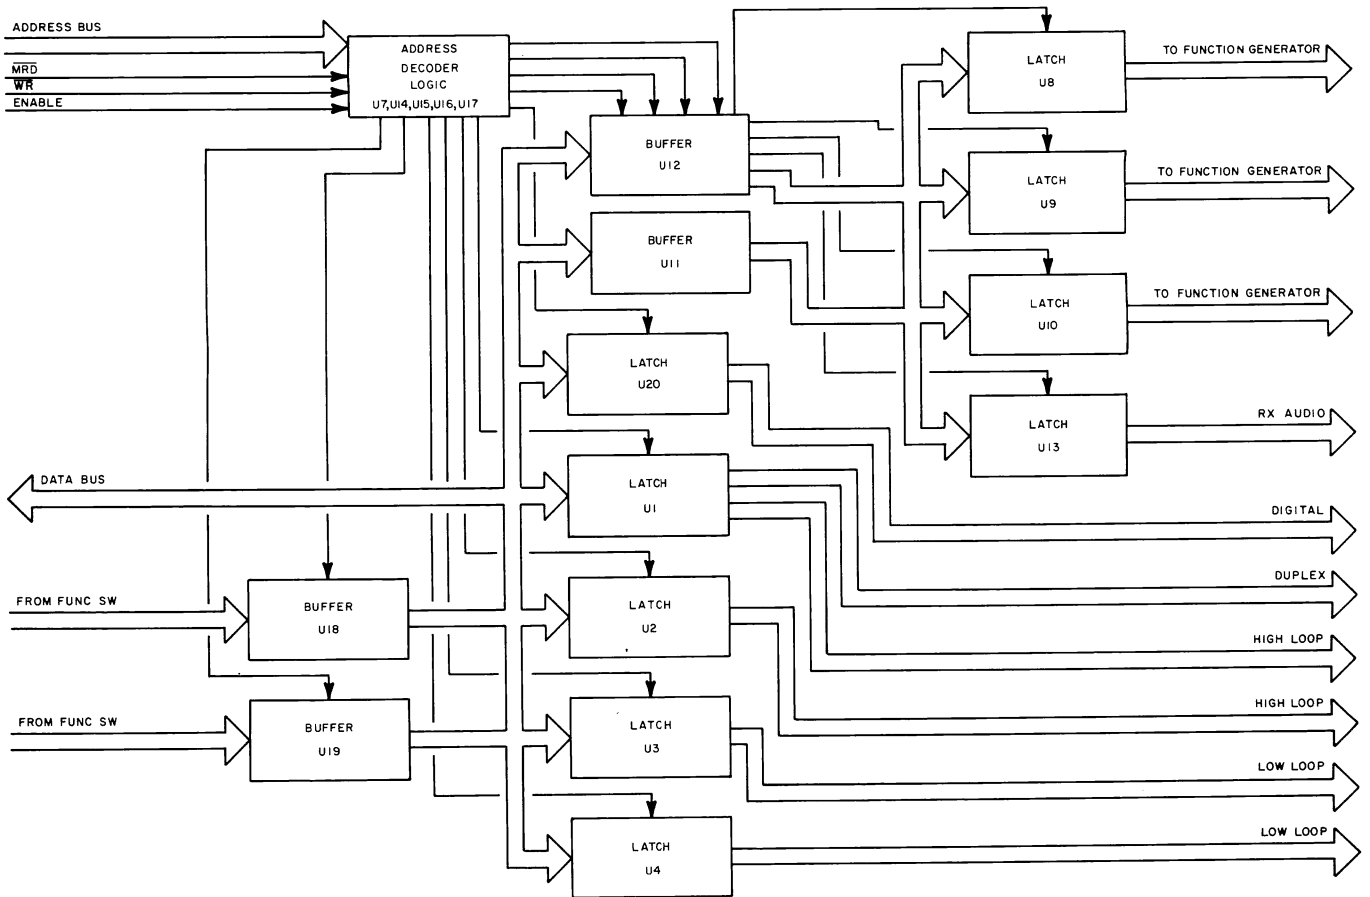 ADDRESS BUS
MRD
WR
ENABLE
ADDRESS
DECODER
LOGIC
U7,U14,U15,U16,U17
BUFFER
U12
BUFFER
U11
LATCH
U20
LATCH
U1
LATCH
U2
LATCH
U3
LATCH
U4
LATCH
U8
TO FUNCTION GENERATOR
LATCH
U9
TO FUNCTION GENERATOR
LATCH
U10
TO FUNCTION GENERATOR
LATCH
U13
RX AUDIO
DATA BUS
FROM FUNC SW
BUFFER
U18
FROM FUNC SW
BUFFER
U19
DIGITAL
DUPLEX
HIGH LOOP
HIGH LOOP
LOW LOOP
LOW LOOP